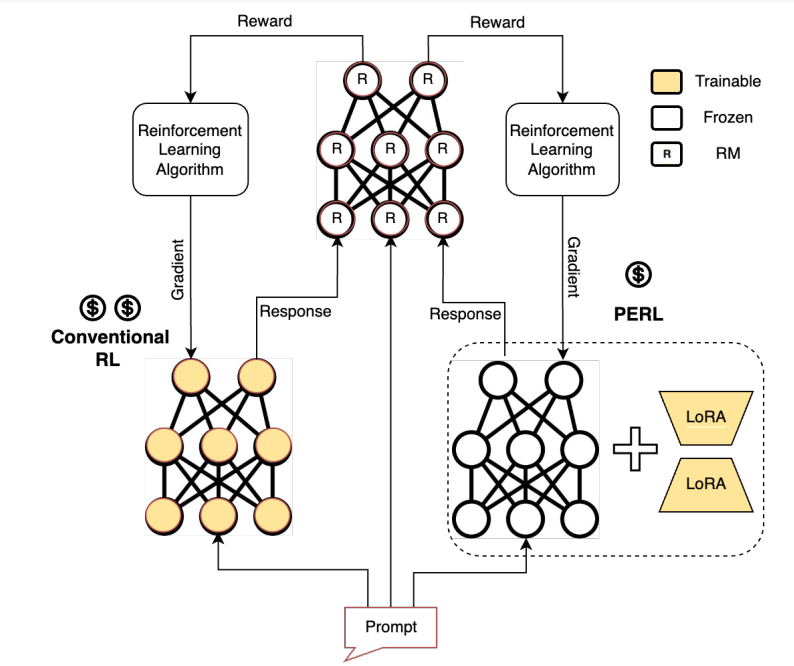 Reward
Reward
R
R
Trainable
Frozen
R
RM
Reinforcement
Learning
Algorithm
Reinforcement
Learning
Algorithm
R
R
R
R
R
R
Gradient
Gradient
$ $
Conventional
RL
Response
Response
$
PERL
LoRA
LoRA
Prompt